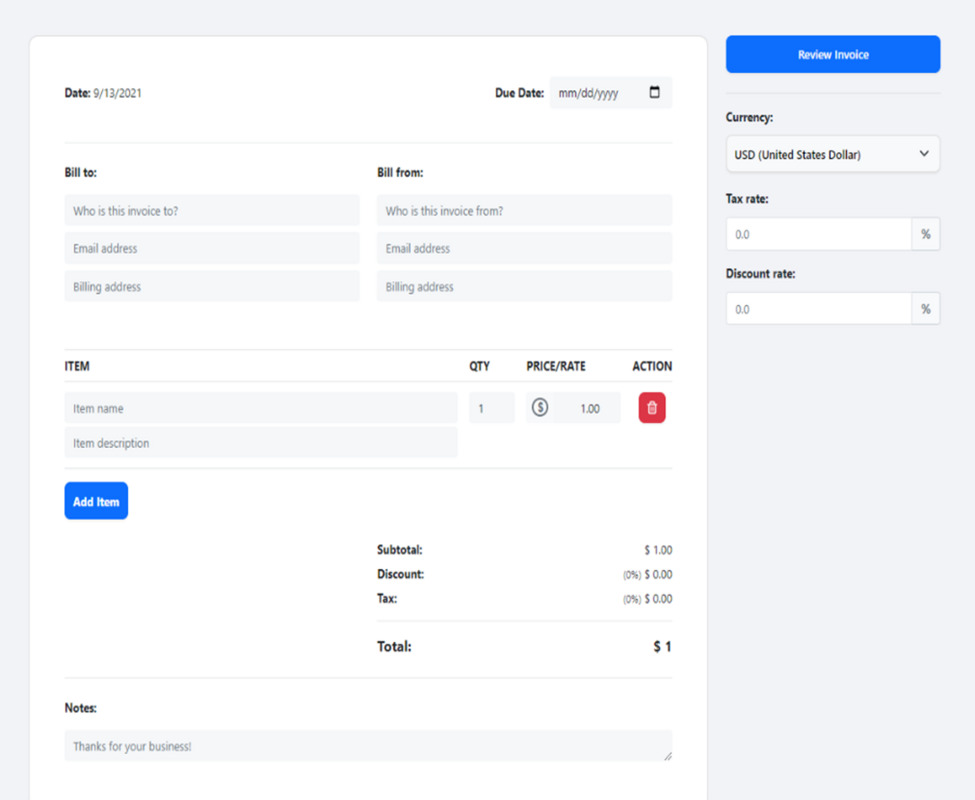 Review Invoice
Date: 9/13/2021 Due Date: mm/dd/yyyy
Currency:
USD (United States Dollar)
Bill to: Bill from:
Tax rate:
Who is this invoice to? Who is this invoice from?
0.0 %
Email address Email address
Discount rate:
Billing address Billing address
0.0 %
ITEM QTY PRICE/RATE ACTION
Item name 1 $ 1.00
Item description
Add Item
Subtotal: $ 1.00
Discount: (0%) $ 0.00
Tax: (0%) $ 0.00
Total: $ 1
Notes:
Thanks for your business!